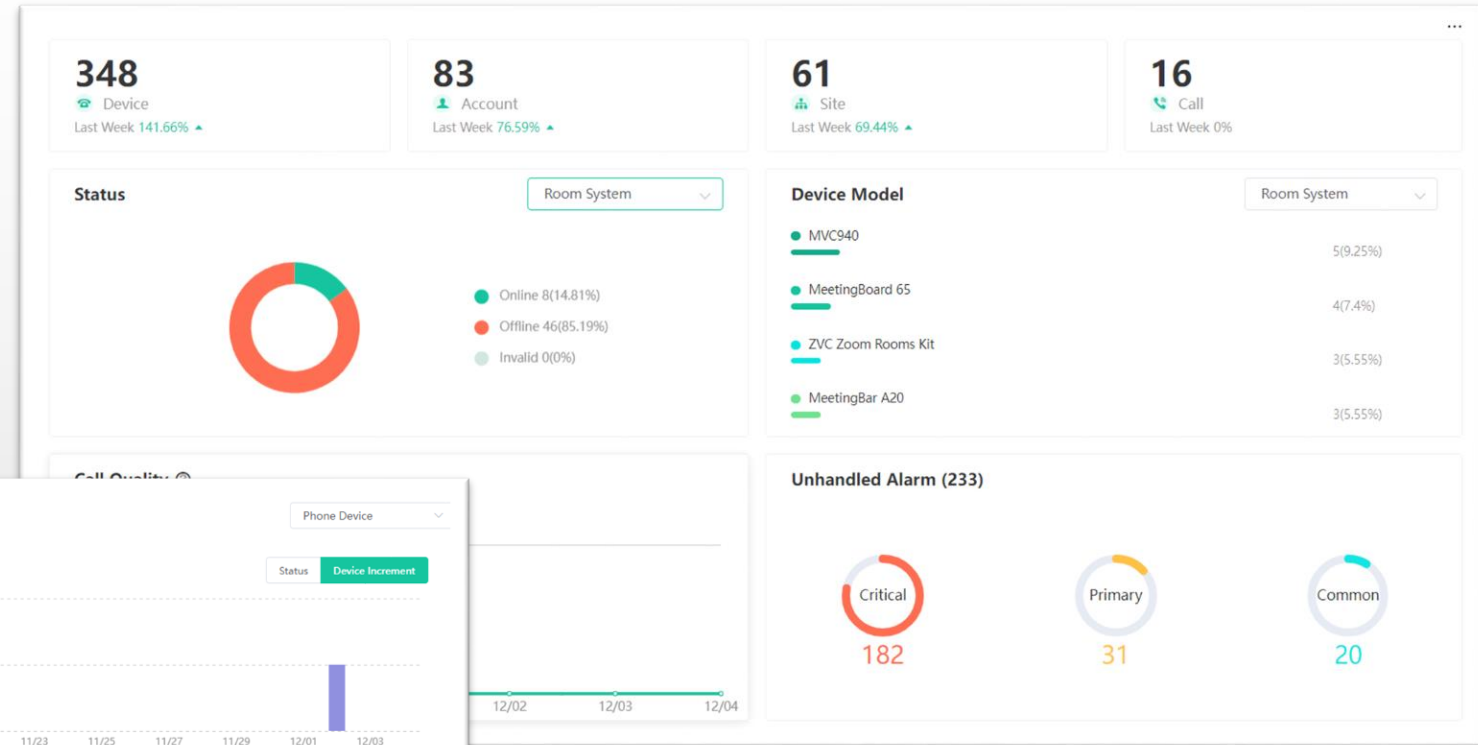 ...
348
Device
Last Week 141.66%
83
Account
Last Week 76.59%
61
Site
Last Week 69.44%
16
Call
Last Week 0%
Status
Room System
Online 8(14.81%)
Offline 46(85.19%)
Invalid 0(0%)
Device Model
Room System
MVC940
5(9.25%)
MeetingBoard 65
4(7.4%)
ZVC Zoom Rooms Kit
3(5.55%)
MeetingBar A20
3(5.55%)
Call Quality
12/02 12/03 12/04
Unhandled Alarm (233)
Critical
182
Primary
31
Common
20
Phone Device
Status Device Increment
11/23 11/25 11/27 11/29 12/01 12/03